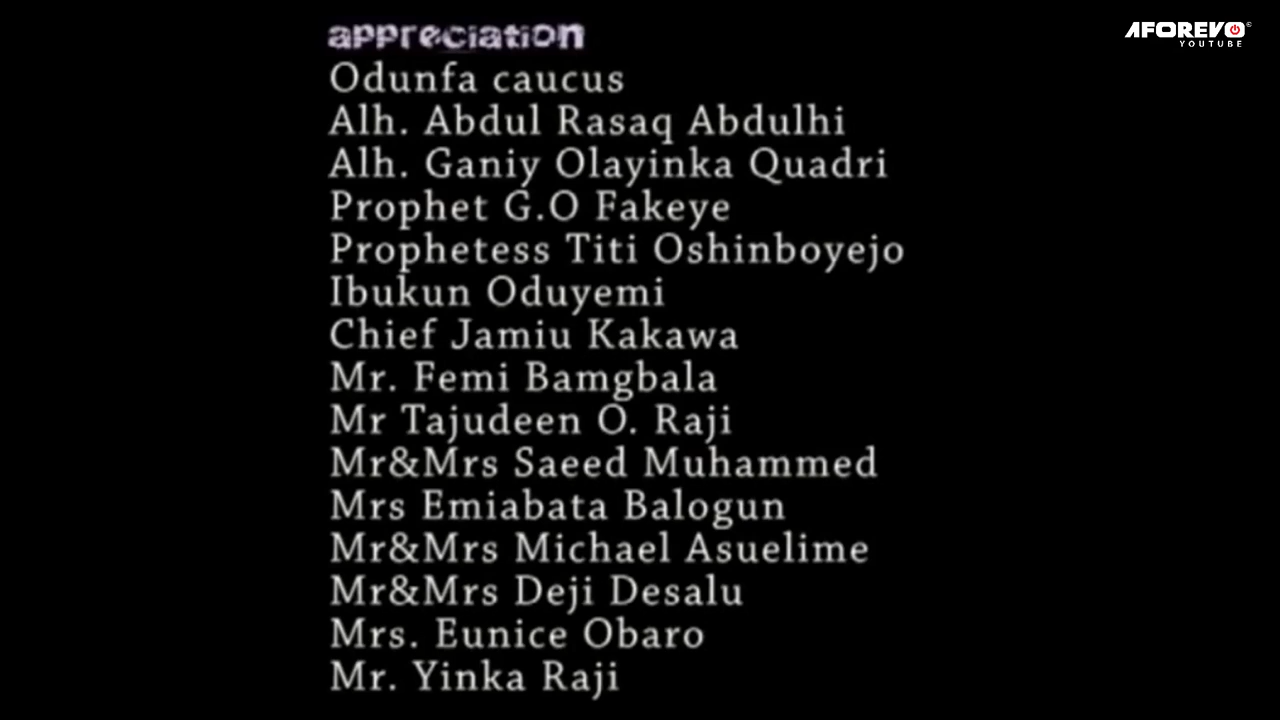 appreciation
AFOREVO
YOUTUBE
Odunfa caucus
Alh. Abdul Rasaq Abdulhi
Alh. Ganiy Olayinka Quadri
Prophet G.O Fakeye
Prophetess Titi Oshinboyejo
Ibukun Oduyemi
Chief Jamiu Kakawa
Mr. Femi Bamgbala
Mr Tajudeen O. Raji
Mr&Mrs Saeed Muhammed
Mrs Emiabata Balogun
Mr&Mrs Michael Asuelime
Mr&Mrs Deji Desalu
Mrs. Eunice Obaro
Mr. Yinka Raji